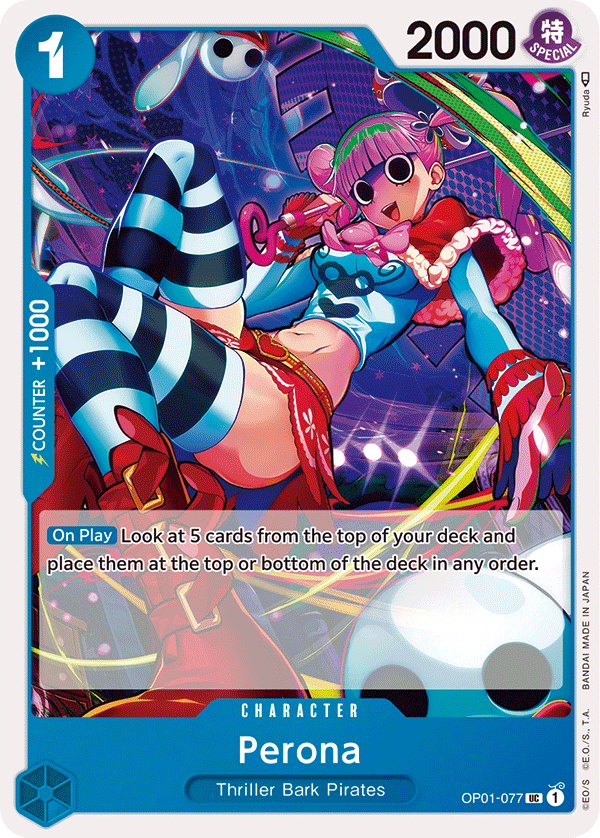 1
2000
特
SPECIAL
Ryuda
COUNTER +1000
On Play Look at 5 cards from the top of your deck and
place them at the top or bottom of the deck in any order.
CHARACTER
Perona
Thriller Bark Pirates
OP01-077 UC 1
©E.O/S ©E.O./S., T.A. BANDAI MADE IN JAPAN